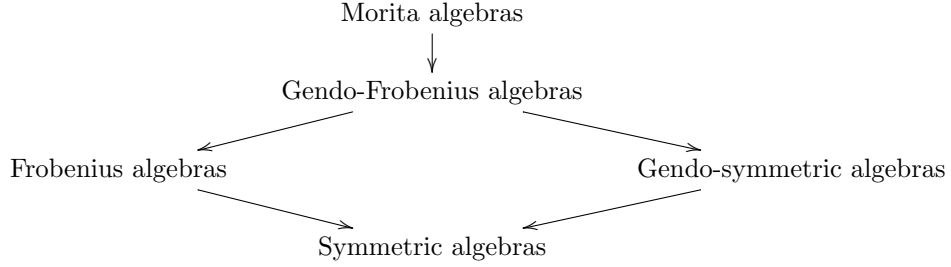 Morita algebras
Gendo-Frobenius algebras
Frobenius algebras
Gendo-symmetric algebras
Symmetric algebras